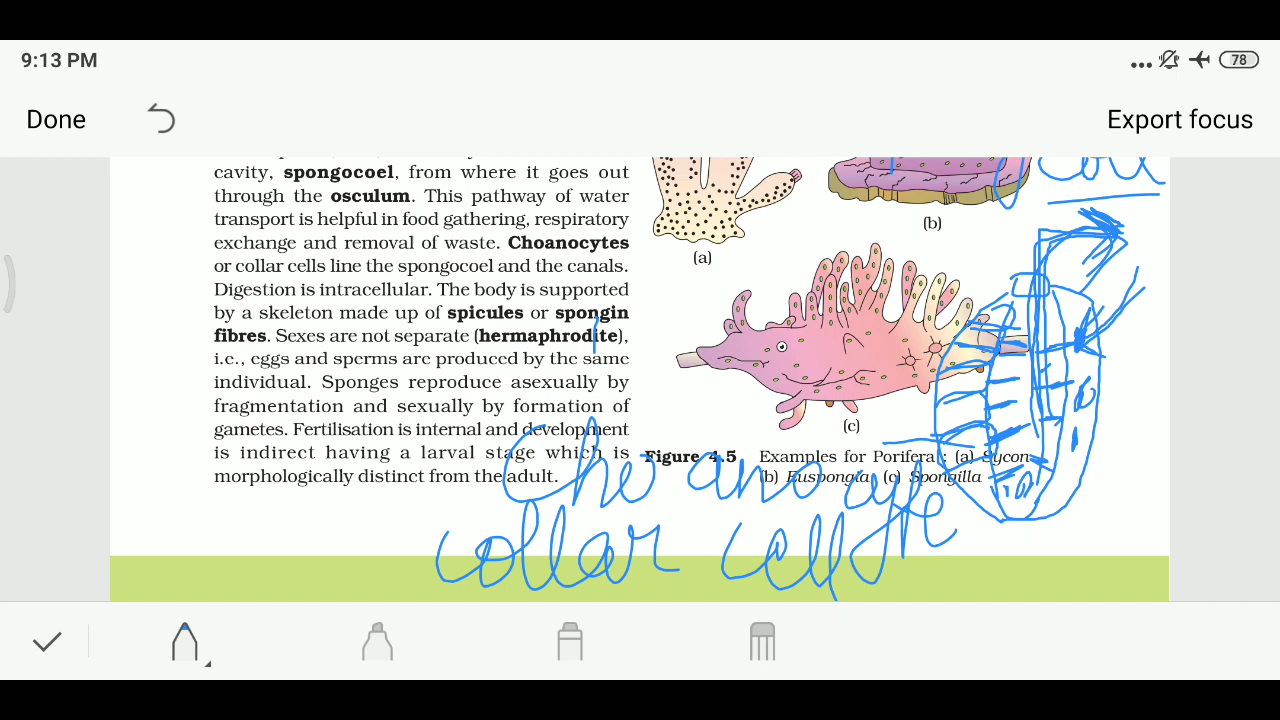 9:13 PM
78
Done
Export focus
cavity, spongocoel, from where it goes out
through the osculum. This pathway of water
transport is helpful in food gathering, respiratory
exchange and removal of waste. Choanocytes
or collar cells line the spongocoel and the canals.
Digestion is intracellular. The body is supported
by a skeleton made up of spicules or spongin
fibres. Sexes are not separate (hermaphrodite),
i.e., eggs and sperms are produced by the same
individual. Sponges reproduce asexually by
fragmentation and sexually by formation of
gametes. Fertilisation is internal and development
is indirect having a larval stage which is
morphologically distinct from the adult.
(a)
(b)
(c)
Figure 4.5 Examples for Porifera : (a) Sycon
(b) Euspongia (c) Spongilla
collar cell